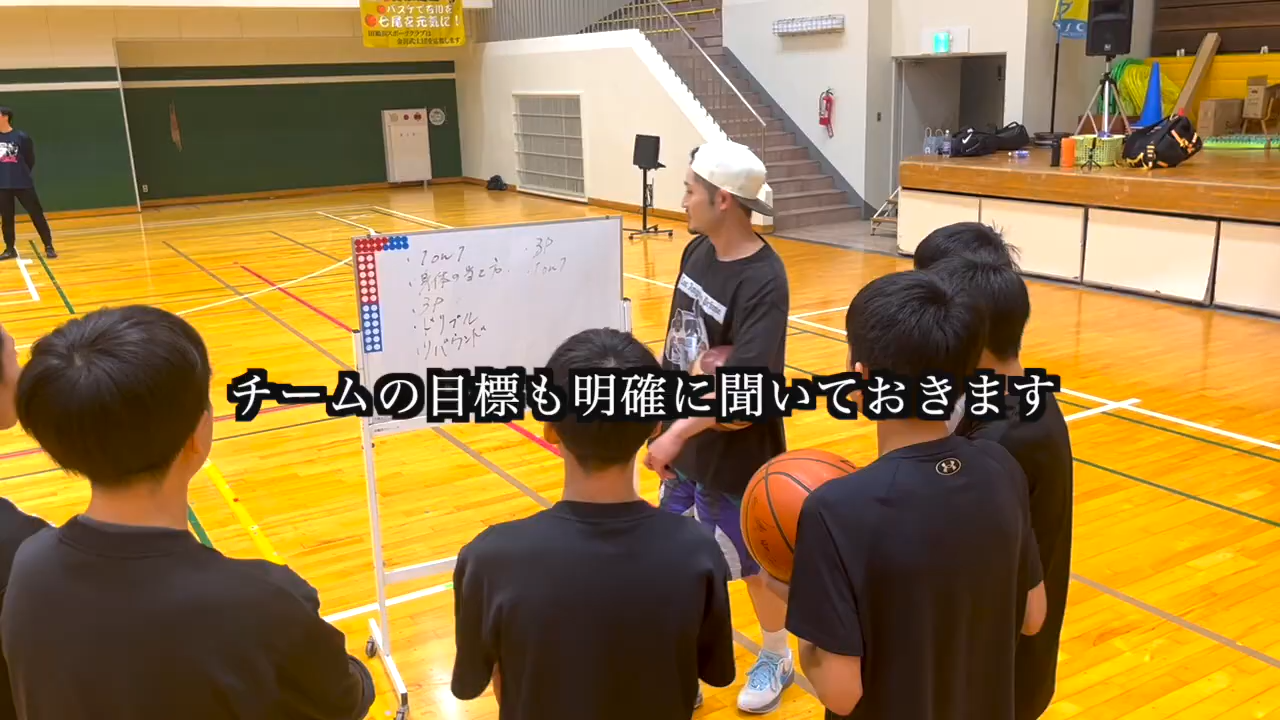 バスケで石川を
七尾を元気に!
・1on1
・身体の当て方
・3P
・ドリブル
・リバウンド
・3P
・1on1
チームの目標も明確に聞いておきます